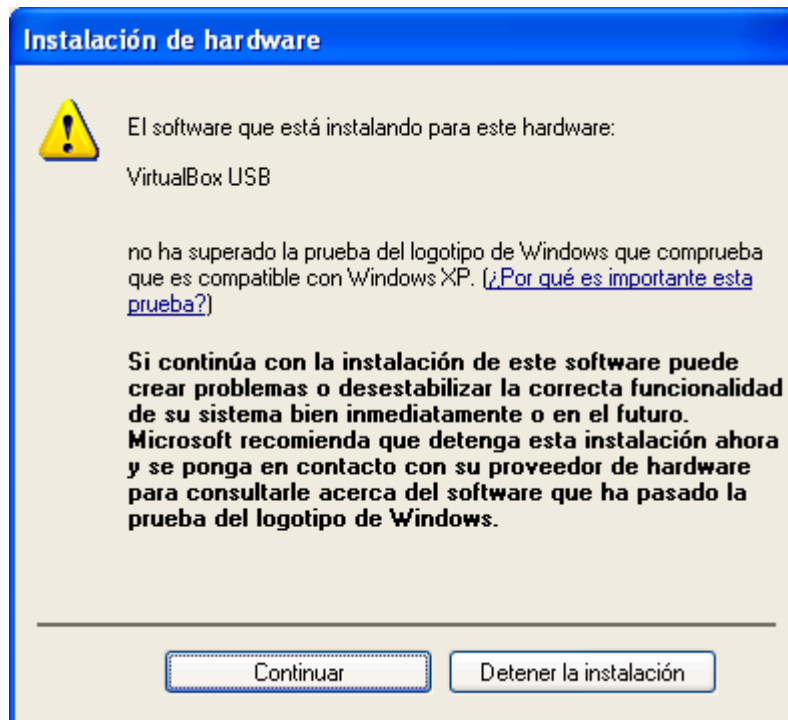 Instalación de hardware
El software que está instalando para este hardware:
VirtualBox USB
no ha superado la prueba del logotipo de Windows que comprueba
que es compatible con Windows XP. (¿Por qué es importante esta
prueba?)
Si continúa con la instalación de este software puede
crear problemas o desestabilizar la correcta funcionalidad
de su sistema bien inmediatamente o en el futuro.
Microsoft recomienda que detenga esta instalación ahora
y se ponga en contacto con su proveedor de hardware
para consultarle acerca del software que ha pasado la
prueba del logotipo de Windows.
Continuar Detener la instalación